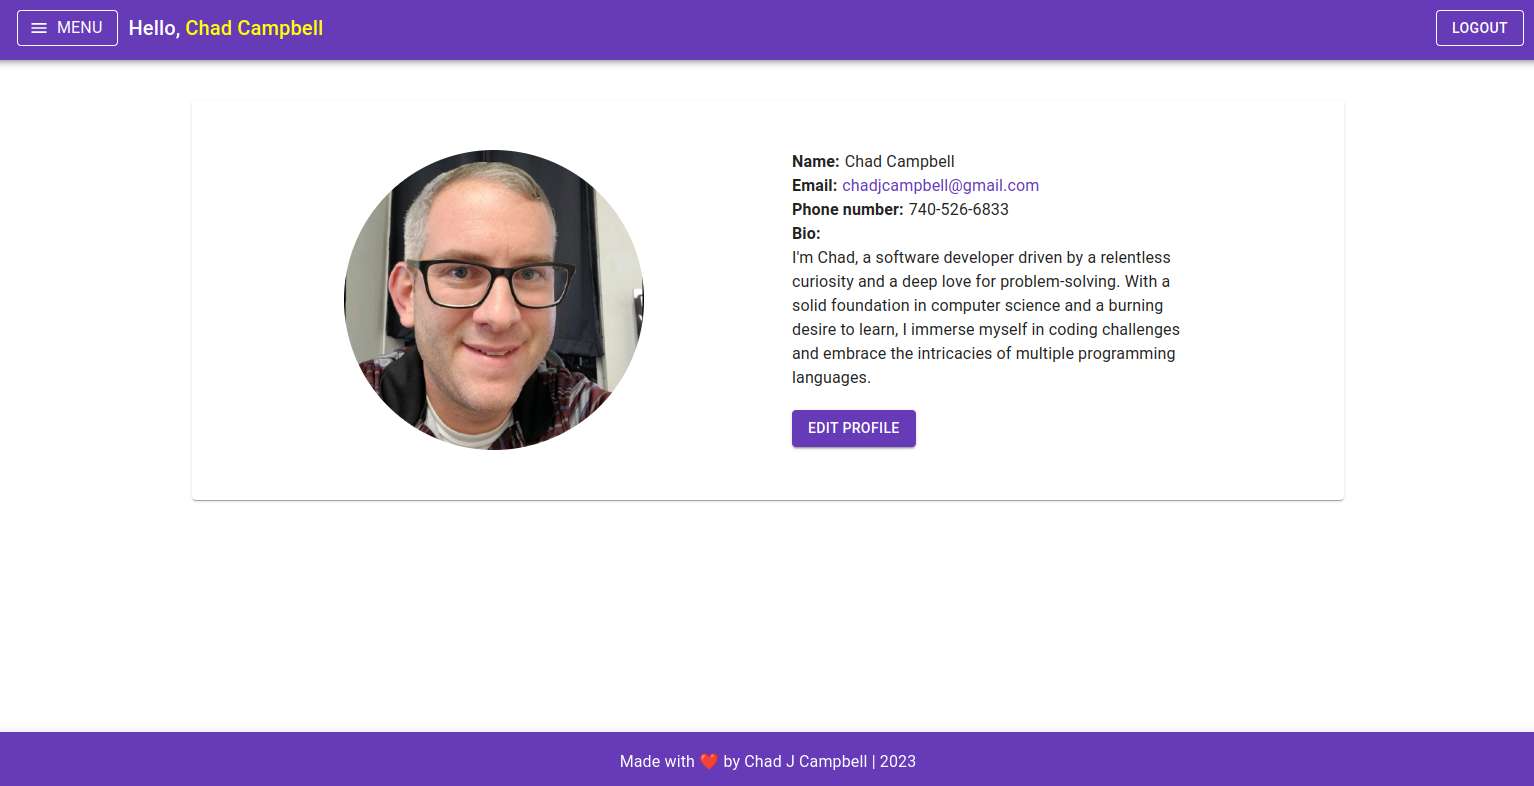 MENU Hello, Chad Campbell LOGOUT
Name: Chad Campbell
Email: chadjcampbell@gmail.com
Phone number: 740-526-6833
Bio:
I'm Chad, a software developer driven by a relentless
curiosity and a deep love for problem-solving. With a
solid foundation in computer science and a burning
desire to learn, I immerse myself in coding challenges
and embrace the intricacies of multiple programming
languages.
EDIT PROFILE
Made with ❤️ by Chad J Campbell | 2023